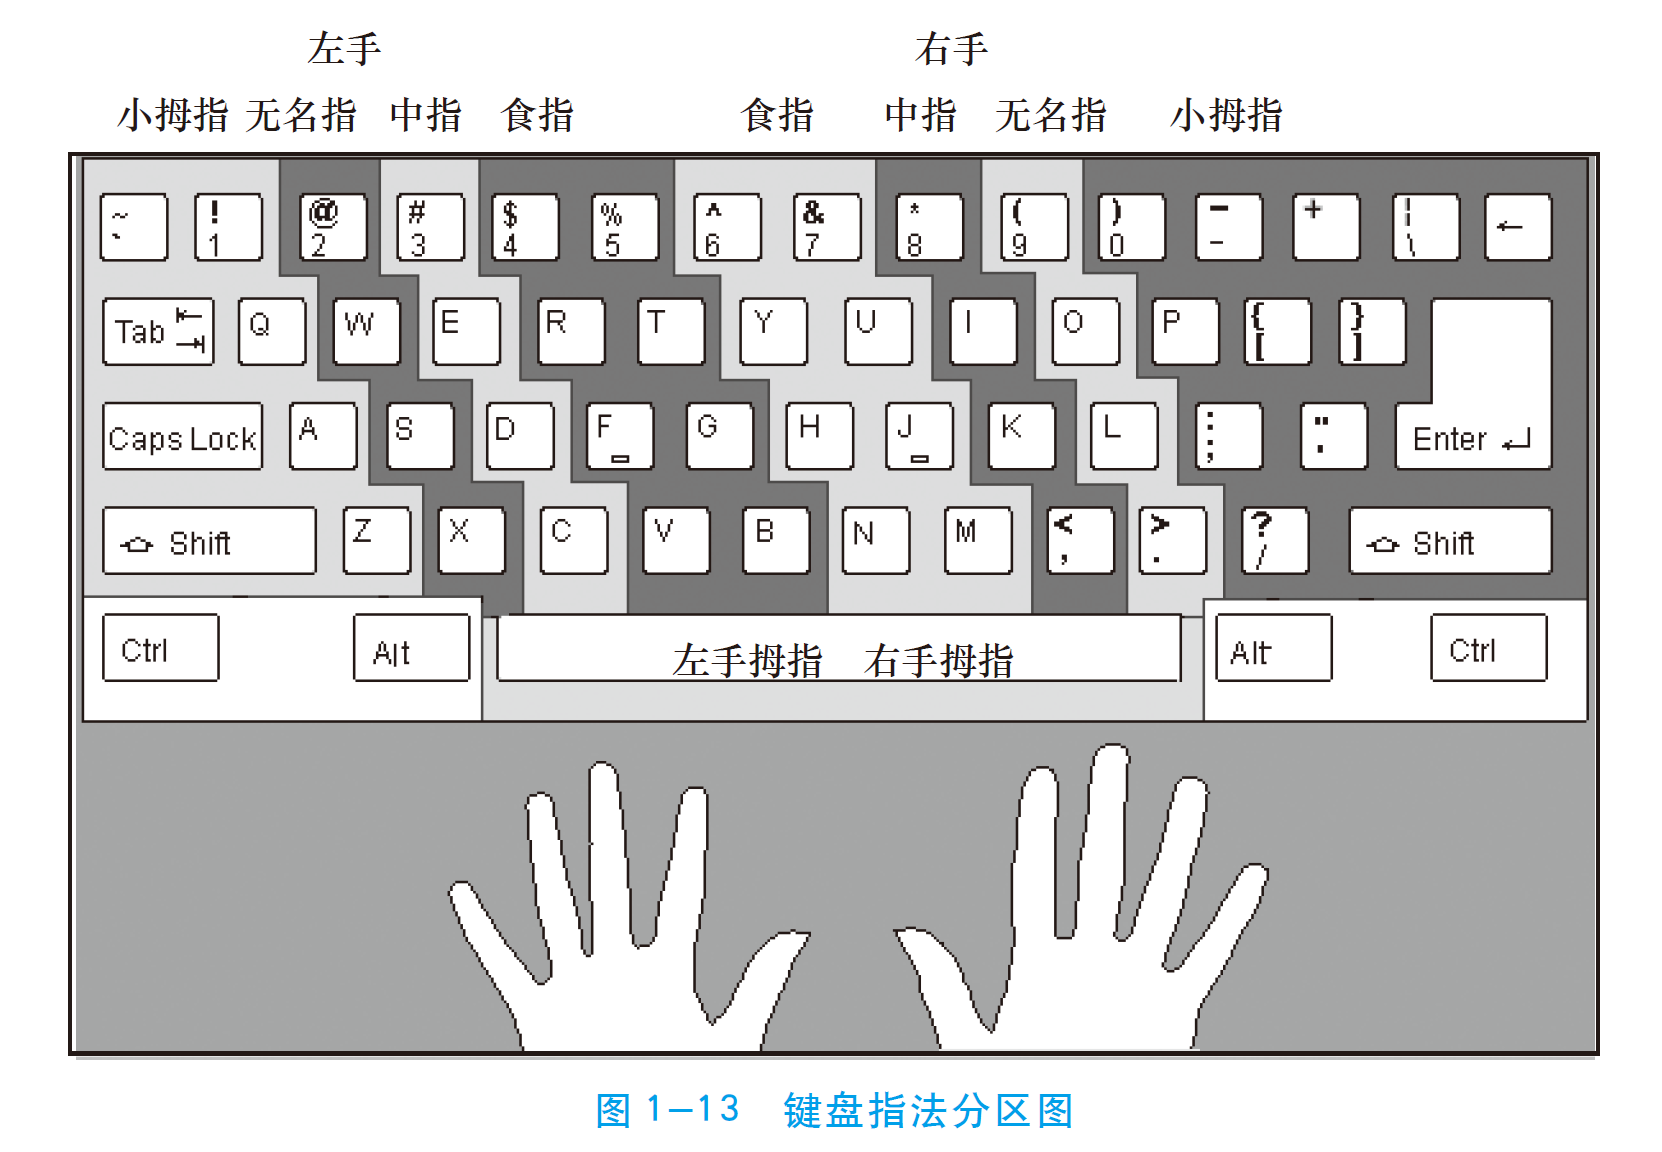 左手 右手
小拇指 无名指 中指 食指 食指 中指 无名指 小拇指
~ ! @ # $ % ^ & * ( ) - + ¦ ←
` 1 2 3 4 5 6 7 8 9 0 - \
Tab Q W E R T Y U I O P { }
[ ]
Caps Lock A S D F G H J K L : " Enter
; .
Shift Z X C V B N M < > ? Shift
, . /
Ctrl Alt 左手拇指 右手拇指 Alt Ctrl
图 1-13 键盘指法分区图